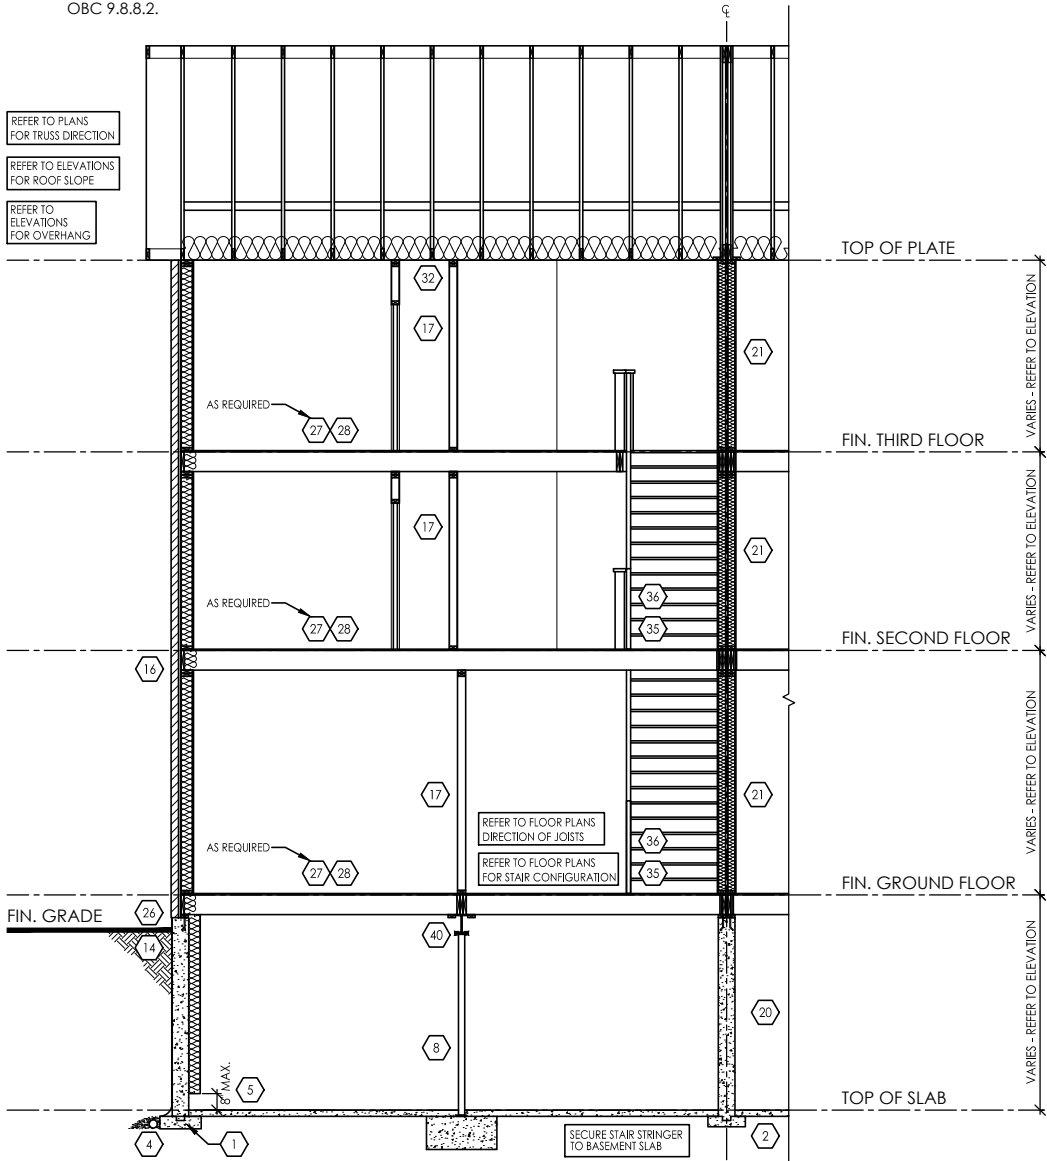 OBC 9.8.8.2.
℄
REFER TO PLANS
FOR TRUSS DIRECTION
REFER TO ELEVATIONS
FOR ROOF SLOPE
REFER TO
ELEVATIONS
FOR OVERHANG
TOP OF PLATE
32
17
21
VARIES - REFER TO ELEVATION
AS REQUIRED
27 28
FIN. THIRD FLOOR
17
21
VARIES - REFER TO ELEVATION
AS REQUIRED
36
27 28
35
FIN. SECOND FLOOR
16
17
21
VARIES - REFER TO ELEVATION
REFER TO FLOOR PLANS
DIRECTION OF JOISTS
AS REQUIRED
36
REFER TO FLOOR PLANS
FOR STAIR CONFIGURATION
27 28
35
FIN. GROUND FLOOR
FIN. GRADE
26
40
14
20
VARIES - REFER TO ELEVATION
8
8" MAX.
5
TOP OF SLAB
4
1
SECURE STAIR STRINGER
TO BASEMENT SLAB
2